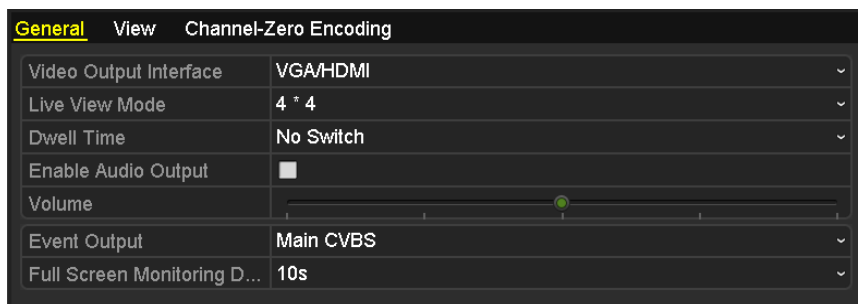 General View Channel-Zero Encoding
Video Output Interface VGA/HDMI
Live View Mode 4 * 4
Dwell Time No Switch
Enable Audio Output
Volume
Event Output Main CVBS
Full Screen Monitoring D... 10s